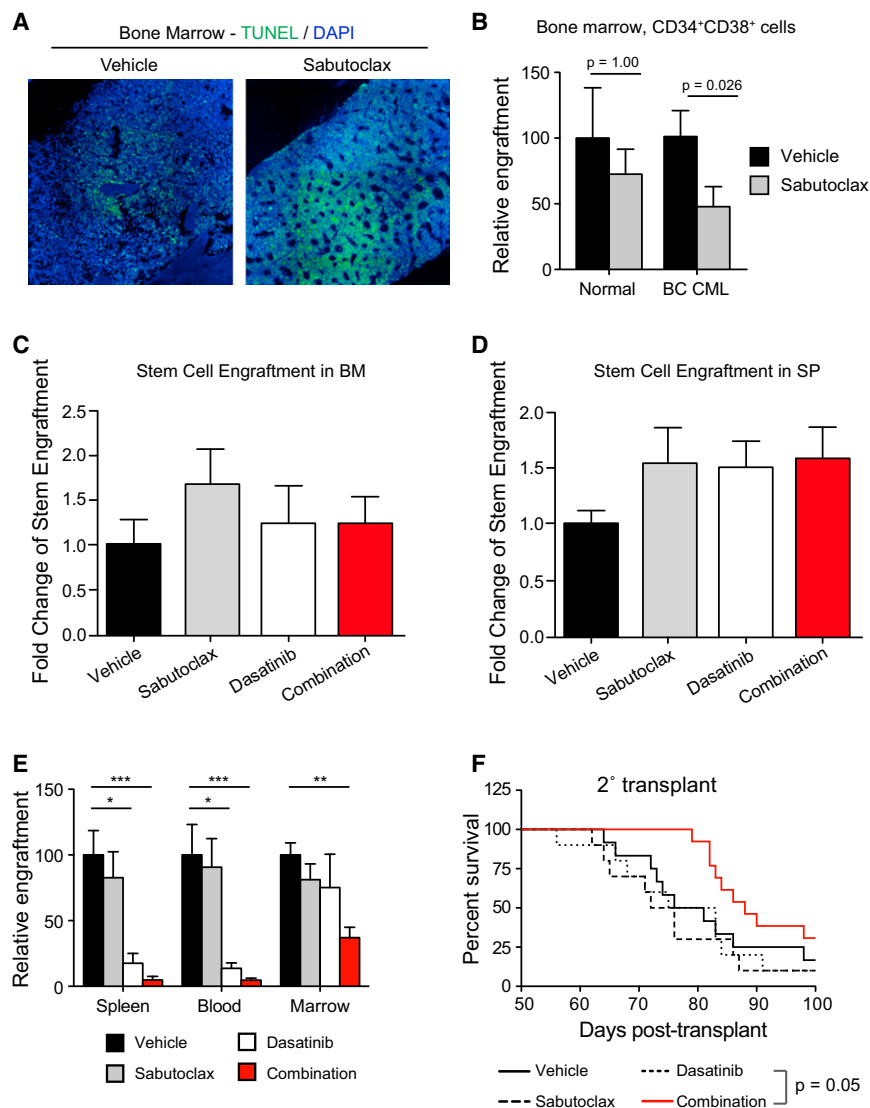 A
Bone Marrow - TUNEL / DAPI
Vehicle
Sabutoclax
B
Bone marrow, CD34⁺CD38⁺ cells
Relative engraftment
150
100
50
0
p = 1.00
p = 0.026
Normal
BC CML
Vehicle
Sabutoclax
C
Stem Cell Engraftment in BM
Fold Change of Stem Engraftment
2.5
2.0
1.5
1.0
0.5
0.0
Vehicle
Sabutoclax
Dasatinib
Combination
D
Stem Cell Engraftment in SP
Fold Change of Stem Engraftment
2.0
1.5
1.0
1.5
0.0
Vehicle
Sabutoclax
Dasatinib
Combination
E
Relative engraftment
150
100
50
0
***
*
***
*
**
Spleen
Blood
Marrow
Vehicle
Dasatinib
Sabutoclax
Combination
F
2° transplant
Percent survival
125
100
75
50
25
0
50
60
70
80
90
100
Days post-transplant
Vehicle
Dasatinib
Sabutoclax
Combination
p = 0.05